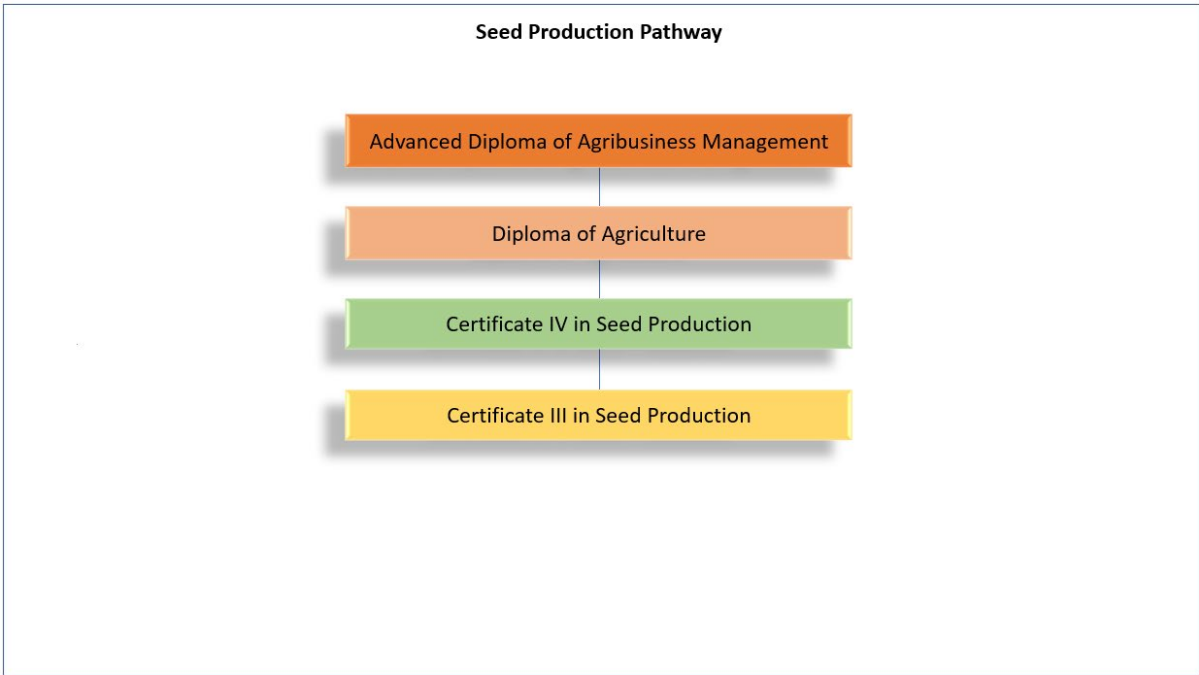 Seed Production Pathway
Advanced Diploma of Agribusiness Management
Diploma of Agriculture
Certificate IV in Seed Production
Certificate III in Seed Production